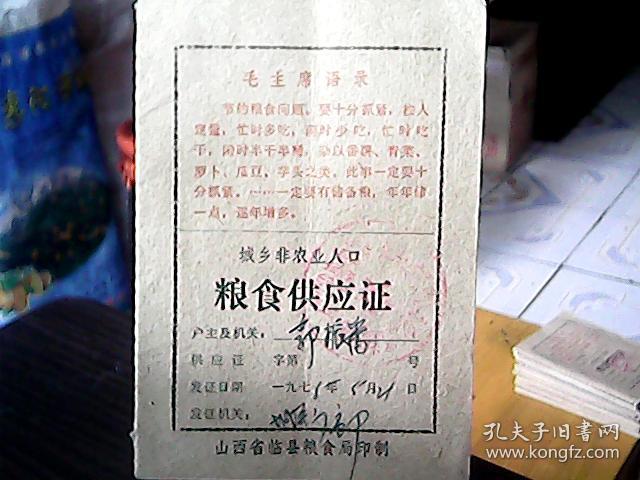 毛主席语录
节约粮食问题。要十分抓紧，按人
定量，忙时多吃，闲时少吃，忙时吃
干，闲时半干半稀，杂以番薯、青菜、
萝卜、瓜豆、芋头之类，此事一定要十
分抓紧。……一定要有储备粮，年年储
一点，逐年增多。
城乡非农业人口
粮食供应证
户主及机关：郭振
供应证 字第 号
发证日期 一九七 年 月 日
发证机关：
山西省临县粮食局印制
孔夫子旧书网
kongfz.com